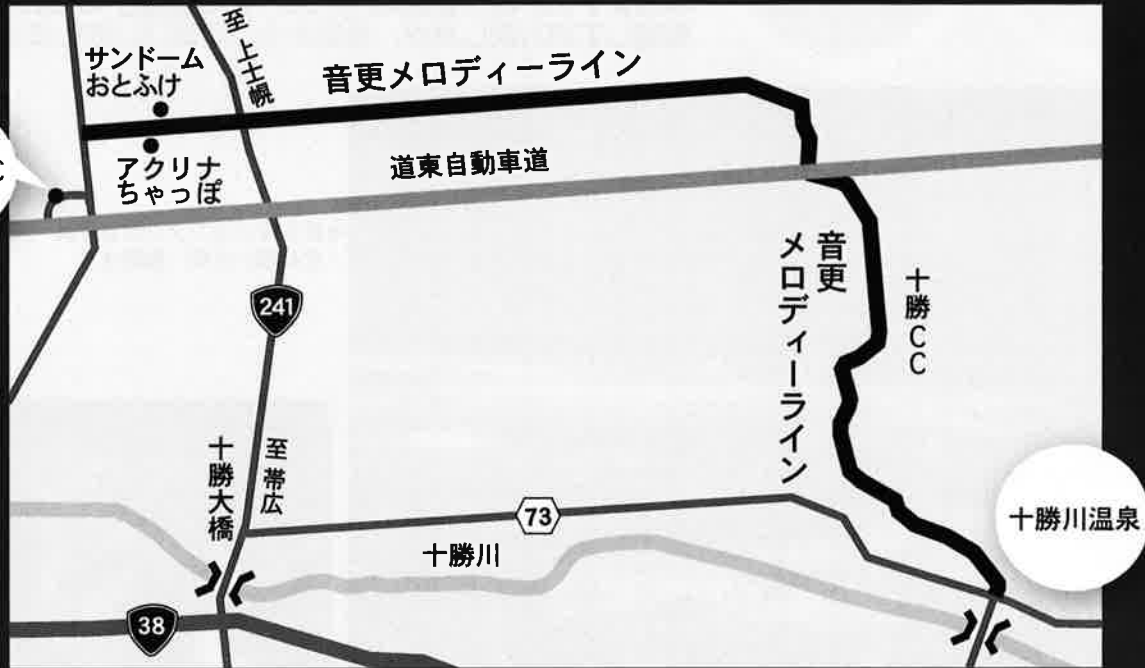 至上士幌
サンドーム
おとふけ
音更メロディーライン
アクリナ
ちゃっぽ
道東自動車道
C
音更
メロディーライン
十勝CC
241
十勝大橋
至帯広
73
十勝川
十勝川温泉
38